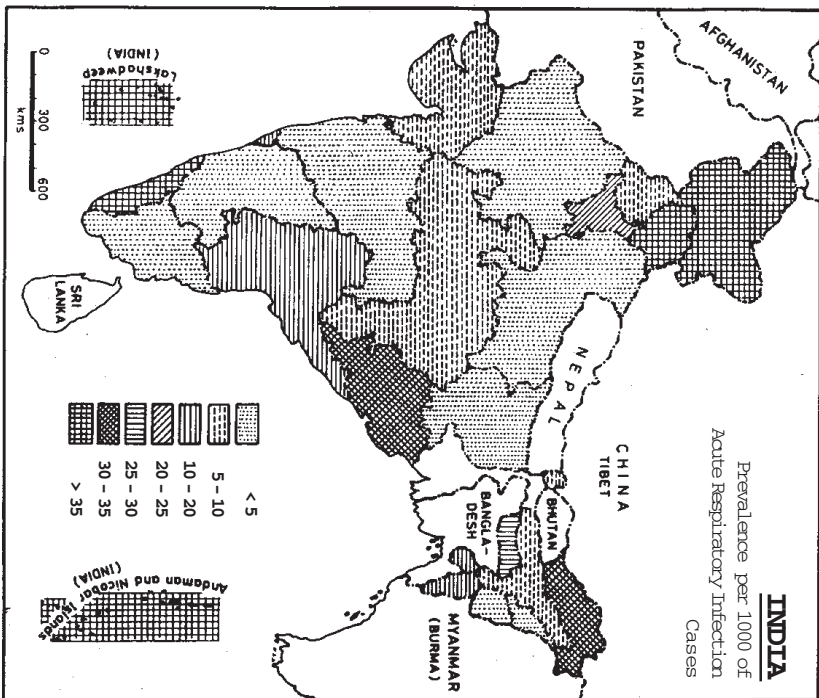 INDIA
Prevalence per 1000 of
Acute Respiratory Infection
Cases
AFGHANISTAN
PAKISTAN
CHINA
TIBET
NEPAL
BHUTAN
BANGLA-
DESH
MYANMAR
(BURMA)
SRI
LANKA
Lakshadweep
(INDIA)
0 300 600
kms
< 5
5 - 10
10 - 20
20 - 25
25 - 30
30 - 35
> 35
Andaman and Nicobar Islands
(INDIA)